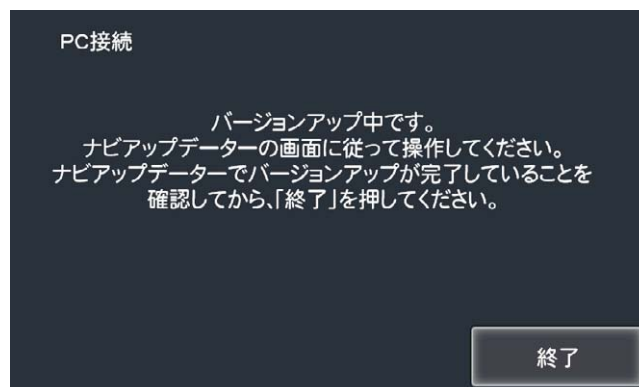 PC接続
バージョンアップ中です。
ナビアップデーターの画面に従って操作してください。
ナビアップデーターでバージョンアップが完了していることを
確認してから、「終了」を押してください。
終了